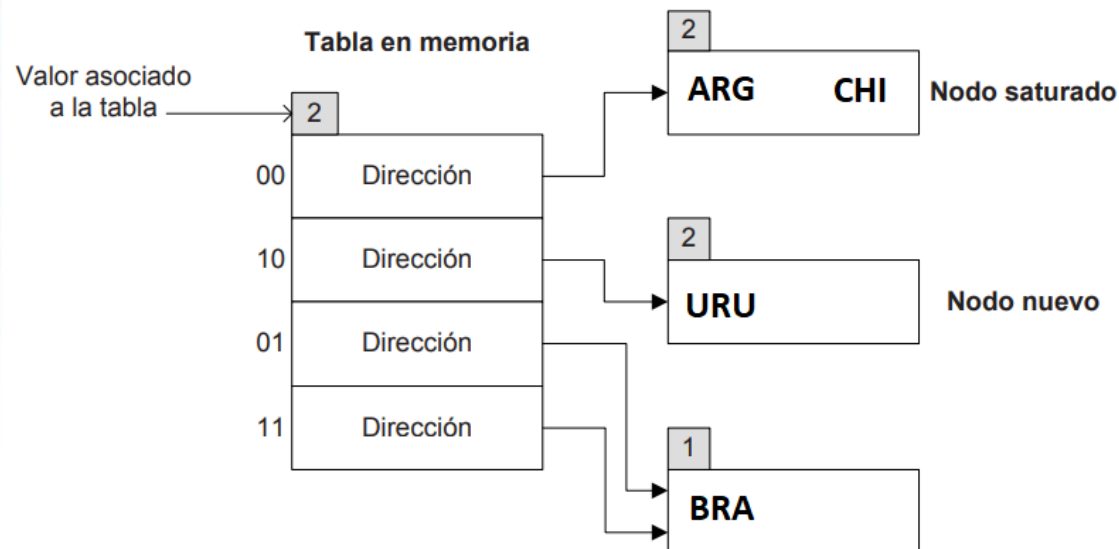 Tabla en memoria
Valor asociado
a la tabla
2
00 Dirección
10 Dirección
01 Dirección
11 Dirección
2
ARG CHI
Nodo saturado
2
URU
Nodo nuevo
1
BRA